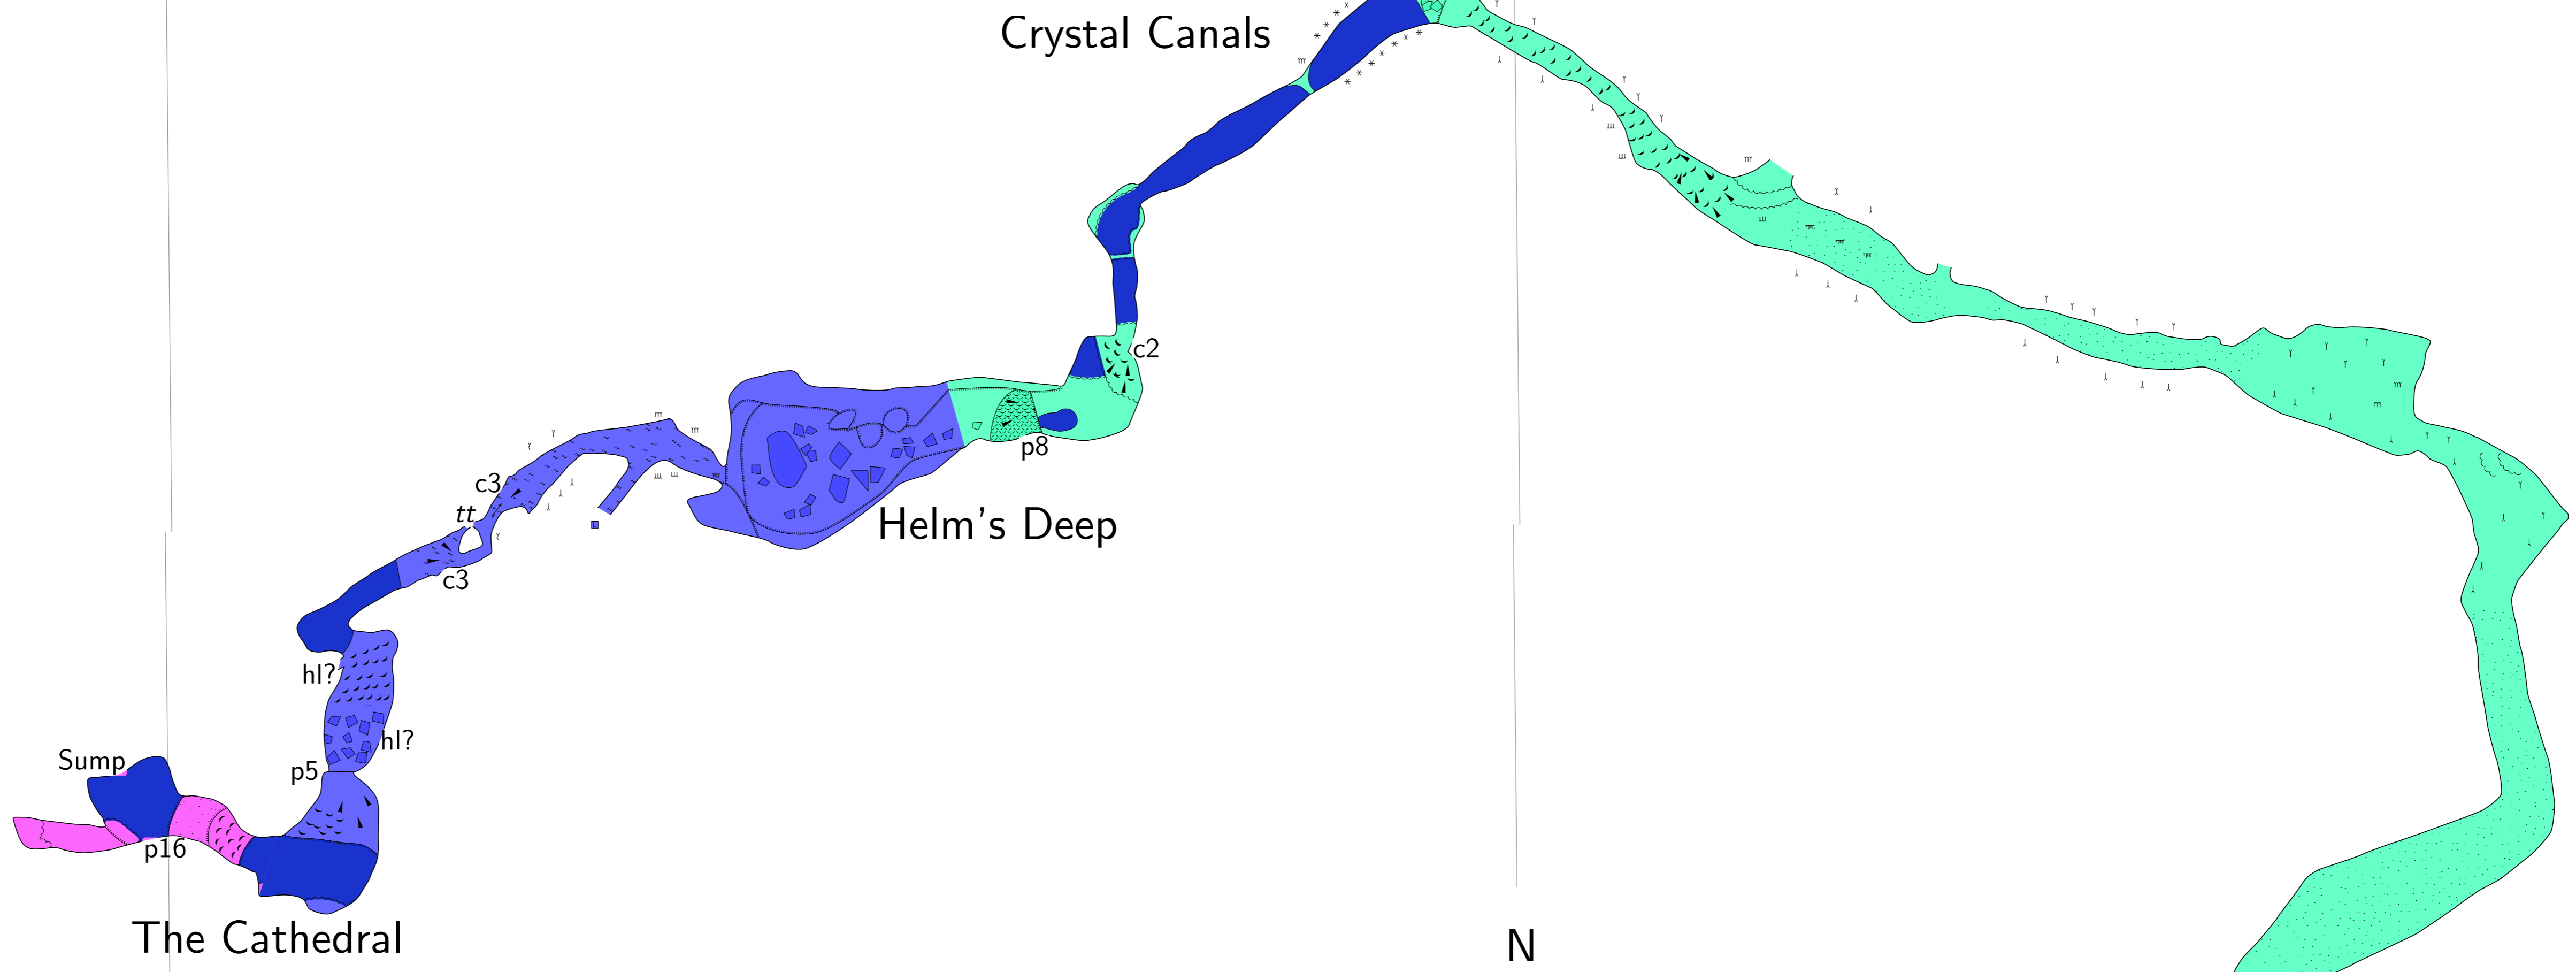 Crystal Canals
c2
p8
Helm's Deep
c3
tt
c3
hl?
hl?
p5
Sump
p16
The Cathedral
N